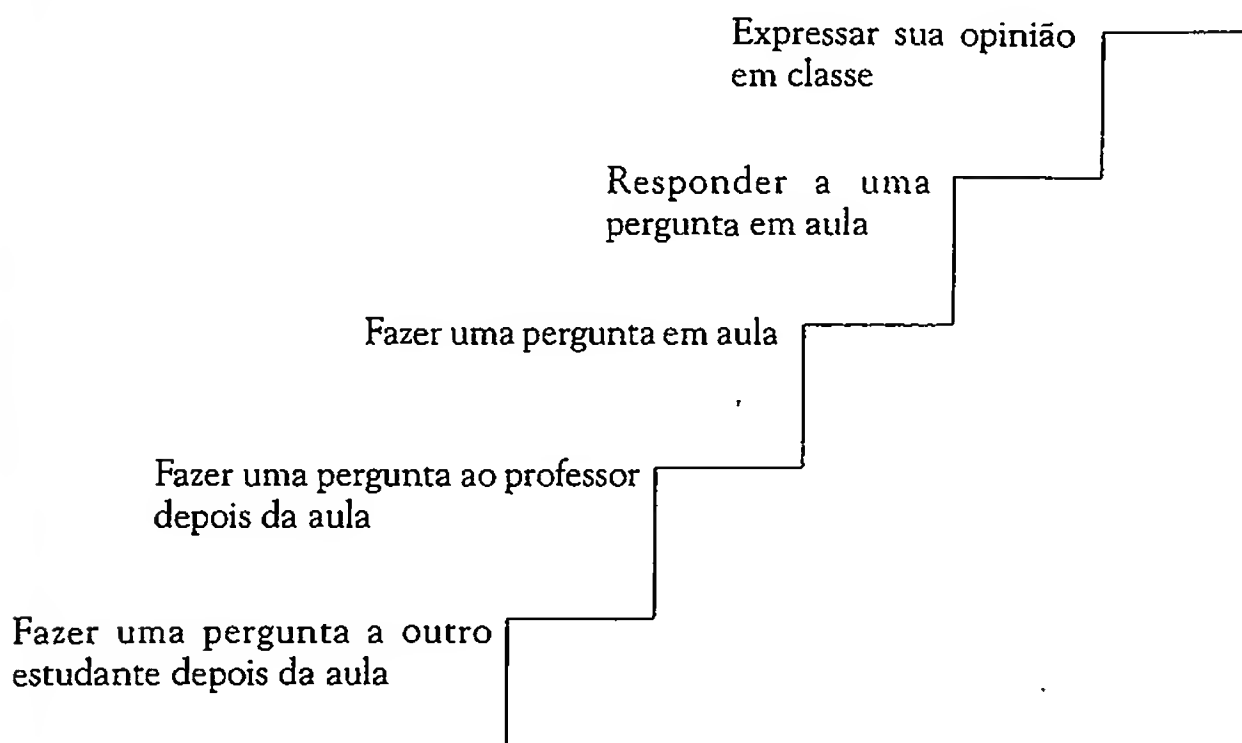 Expressar sua opinião
em classe
Responder a uma
pergunta em aula
Fazer uma pergunta em aula
Fazer uma pergunta ao professor
depois da aula
Fazer uma pergunta a outro
estudante depois da aula